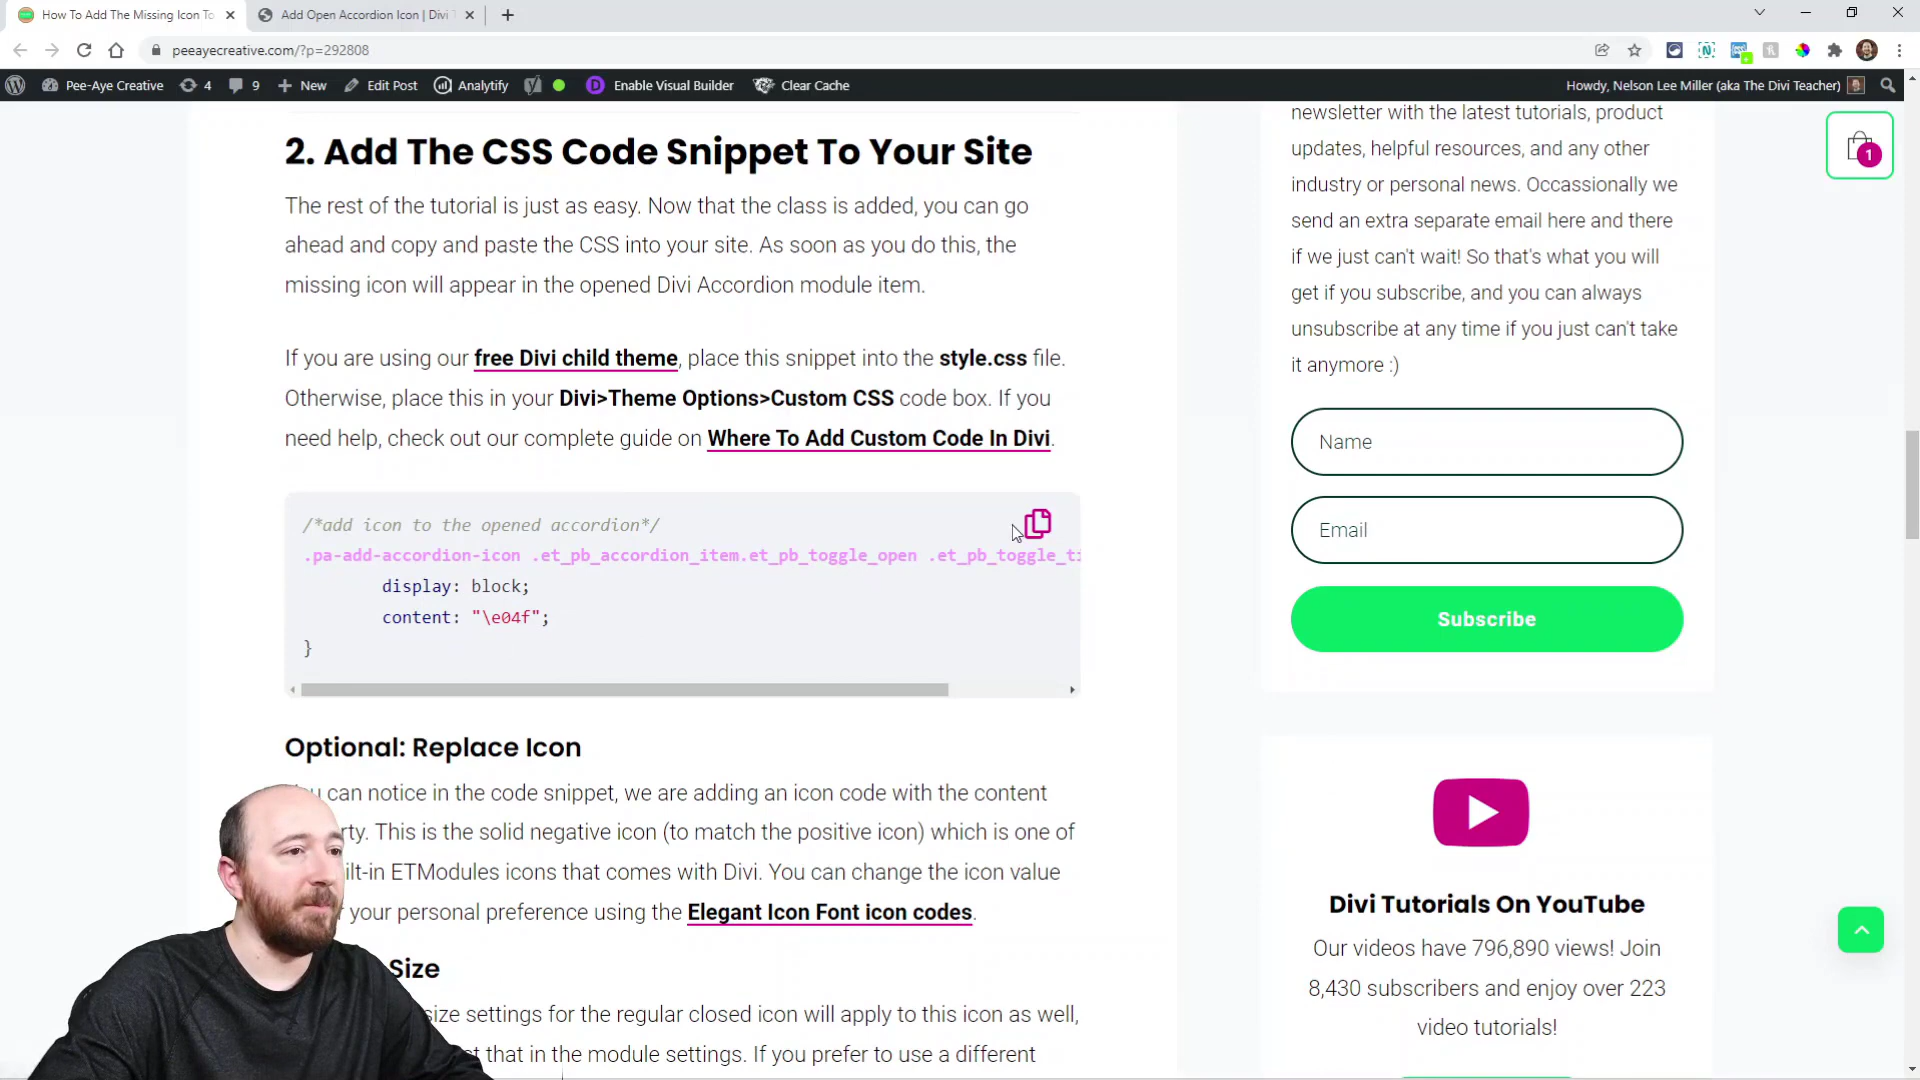 How To Add The Missing Icon To
Add Open Accordion Icon | Divi T
peeayecreative.com/?p=292808
Pee-Aye Creative
4
9
New
Edit Post
Analytify
Enable Visual Builder
Clear Cache
Howdy, Nelson Lee Miller (aka The Divi Teacher)
2. Add The CSS Code Snippet To Your Site
The rest of the tutorial is just as easy. Now that the class is added, you can go
ahead and copy and paste the CSS into your site. As soon as you do this, the
missing icon will appear in the opened Divi Accordion module item.
If you are using our free Divi child theme, place this snippet into the style.css file.
Otherwise, place this in your Divi>Theme Options>Custom CSS code box. If you
need help, check out our complete guide on Where To Add Custom Code In Divi.
/*add icon to the opened accordion*/
.pa-add-accordion-icon .et_pb_accordion_item.et_pb_toggle_open .et_pb_toggle_ti
display: block;
content: "\e04f";
}
Optional: Replace Icon
can notice in the code snippet, we are adding an icon code with the content
rty. This is the solid negative icon (to match the positive icon) which is one of
ilt-in ETModules icons that comes with Divi. You can change the icon value
your personal preference using the Elegant Icon Font icon codes.
Size
size settings for the regular closed icon will apply to this icon as well,
that in the module settings. If you prefer to use a different
newsletter with the latest tutorials, product
updates, helpful resources, and any other
industry or personal news. Occassionally we
send an extra separate email here and there
if we just can't wait! So that's what you will
get if you subscribe, and you can always
unsubscribe at any time if you just can't take
it anymore :)
Name
Email
Subscribe
Divi Tutorials On YouTube
Our videos have 796,890 views! Join
8,430 subscribers and enjoy over 223
video tutorials!
1